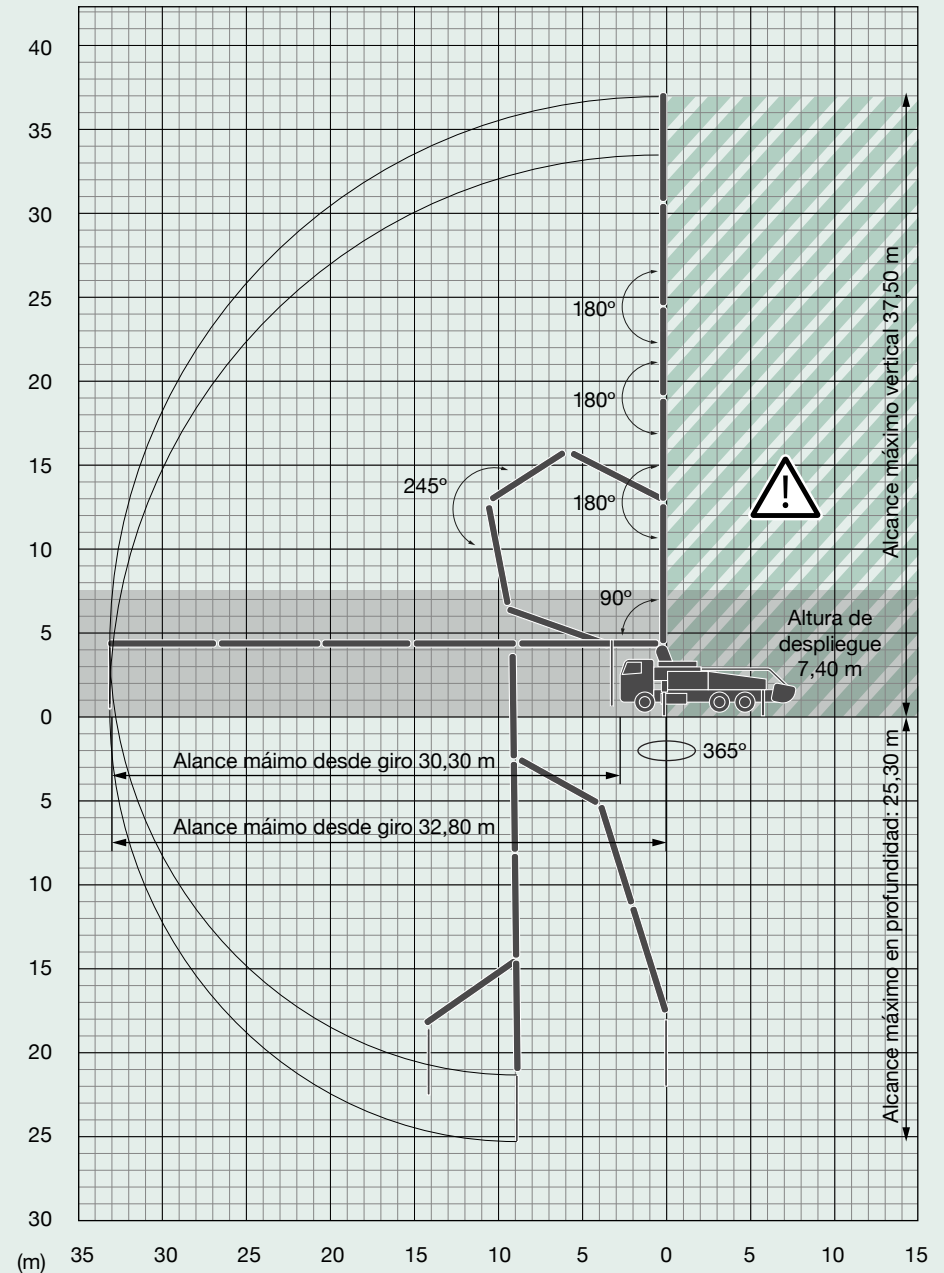 40
35
30
25
20
15
10
5
0
5
10
15
20
25
30
(m)
35
30
25
20
15
10
5
0
5
10
15
180º
180º
245º
180º
90º
Alcance máximo vertical 37,50 m
Altura de
despliegue
7,40 m
365º
Alance máimo desde giro 30,30 m
Alance máimo desde giro 32,80 m
Alcance máximo en profundidad: 25,30 m
!